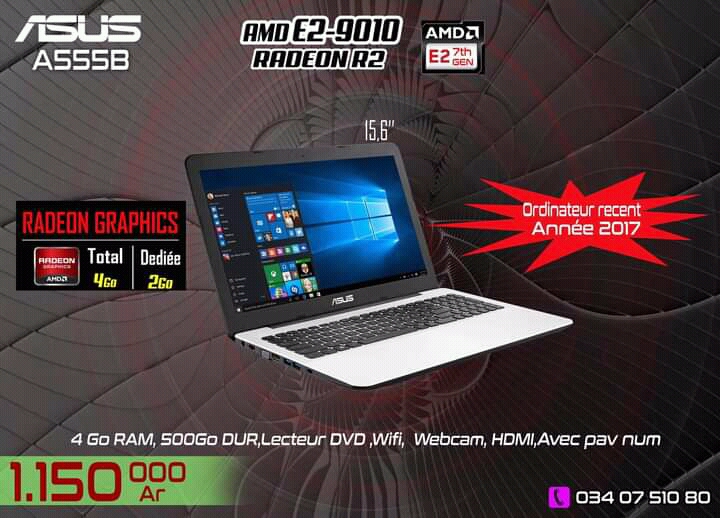 ASUS
A555B
AMD E2-9010
RADEON R2
AMD
E2 7th GEN
15,6"
RADEON GRAPHICS
RADEON GRAPHICS AMD
Total 4Go
Dediée 2Go
Ordinateur recent
Année 2017
ASUS
4 Go RAM, 500Go DUR,Lecteur DVD ,Wifi, Webcam, HDMI,Avec pav num
1.150 000 Ar
034 07 510 80